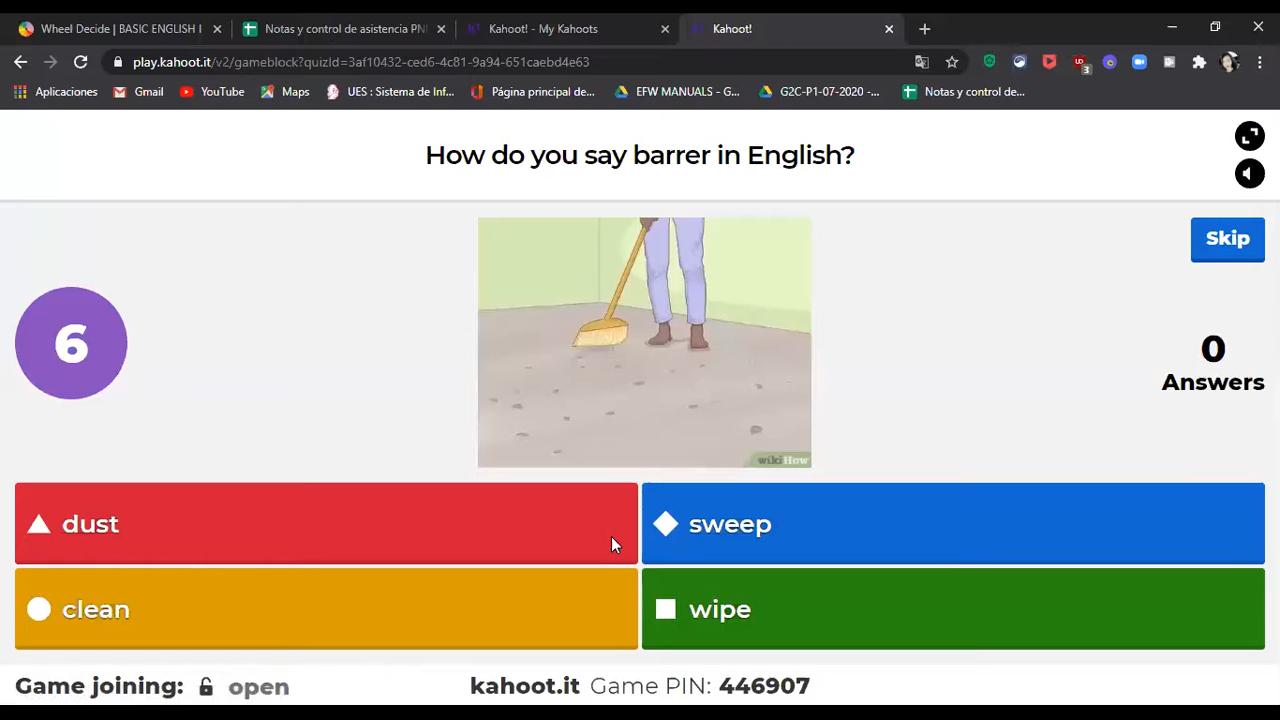 Wheel Decide | BASIC ENGLISH I
Notas y control de asistencia PNI
Kahoot! - My Kahoots
Kahoot!
play.kahoot.it/v2/gameblock?quizId=3af10432-ced6-4c81-9a94-651caebd4e63
3
Aplicaciones
Gmail
YouTube
Maps
UES : Sistema de Inf...
Página principal de...
EFW MANUALS - G...
G2C-P1-07-2020 -...
Notas y control de...
How do you say barrer in English?
Skip
6
0
Answers
wikiHow
dust
sweep
clean
wipe
Game joining: open
kahoot.it Game PIN: 446907